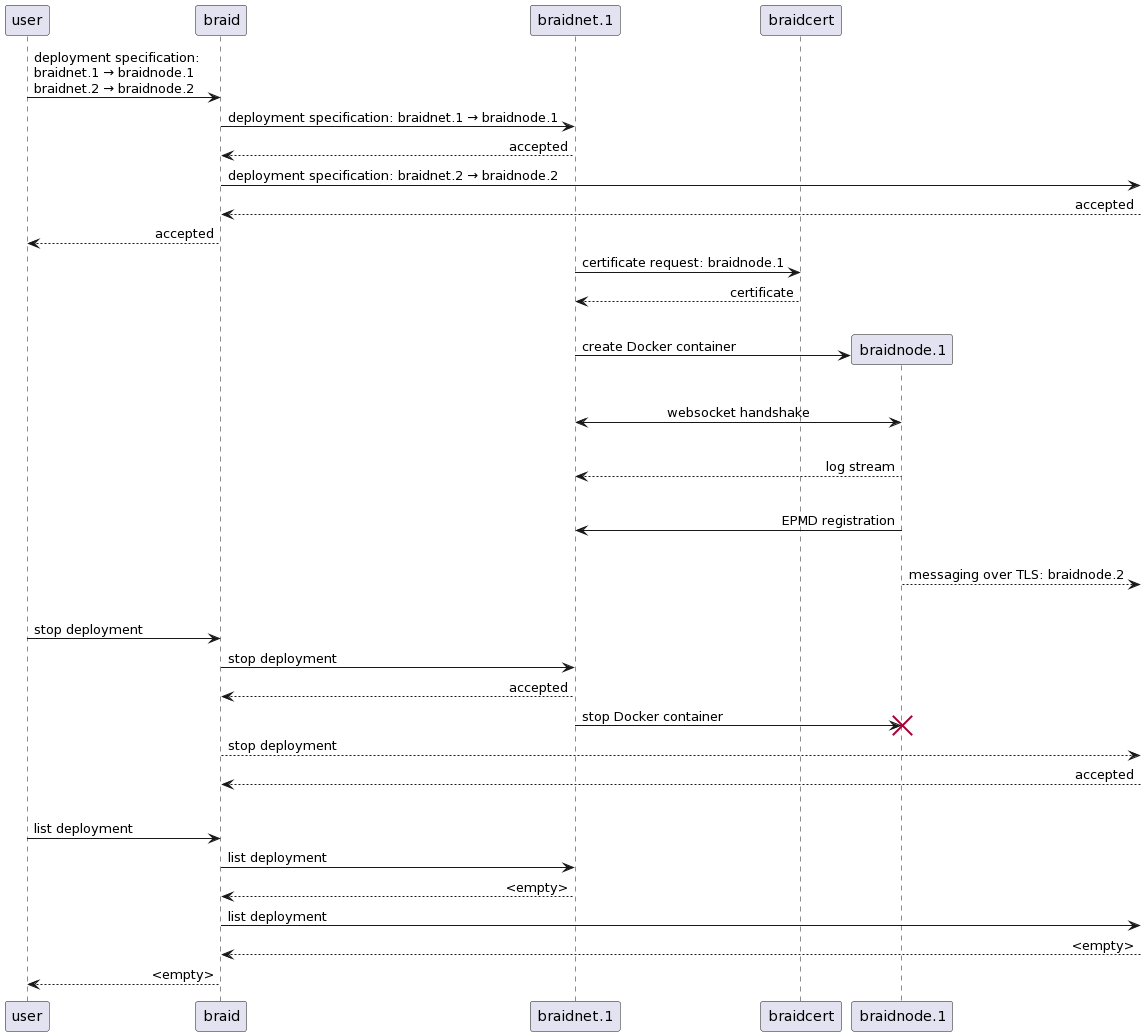 user
braid
braidnet.1
braidcert
deployment specification:
braidnet.1 → braidnode.1
braidnet.2 → braidnode.2
deployment specification: braidnet.1 → braidnode.1
accepted
deployment specification: braidnet.2 → braidnode.2
accepted
accepted
certificate request: braidnode.1
certificate
create Docker container
braidnode.1
websocket handshake
log stream
EPMD registration
messaging over TLS: braidnode.2
stop deployment
stop deployment
accepted
stop Docker container
stop deployment
accepted
list deployment
list deployment
<empty>
list deployment
<empty>
<empty>
user
braid
braidnet.1
braidcert
braidnode.1